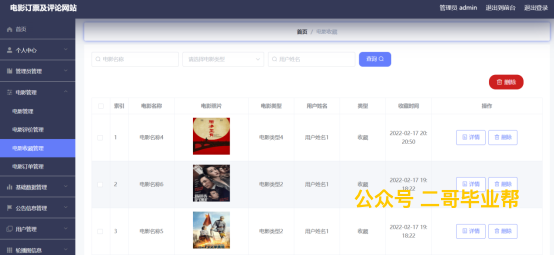 电影订票及评论网站
管理员 admin 退出到前台 退出登录
首页
首页 / 电影收藏
个人中心
管理员管理
电影管理
电影管理
电影评价管理
电影收藏管理
电影订单管理
基础数据管理
公告信息管理
用户管理
轮播图信息
电影名称 请选择电影类型 用户姓名 查询
删除
索引 电影名称 电影照片 电影类型 用户姓名 类型 收藏时间 操作
1 电影名称4 电影类型4 用户姓名1 收藏 2022-02-17 20:20:50 详情 删除
2 电影名称6 电影类型2 用户姓名1 收藏 2022-02-17 19:18:22 详情 删除
3 电影名称5 电影类型2 用户姓名1 收藏 2022-02-17 19:18:22 详情 删除
公众号 二哥毕业帮